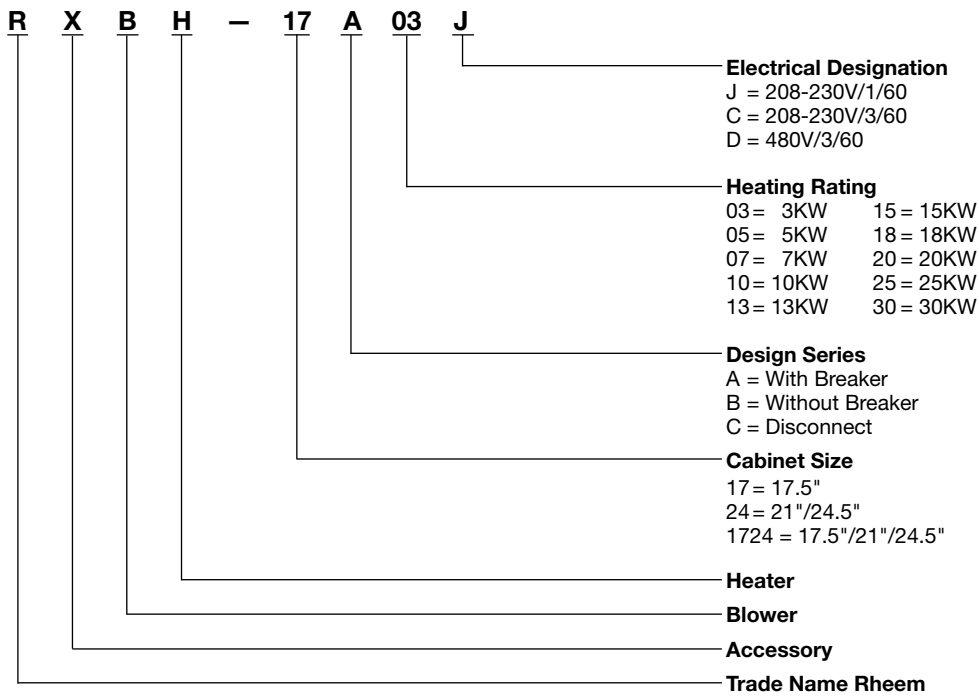 R X B H — 17 A 03 J
Electrical Designation
J = 208-230V/1/60
C = 208-230V/3/60
D = 480V/3/60
Heating Rating
03 = 3KW 15 = 15KW
05 = 5KW 18 = 18KW
07 = 7KW 20 = 20KW
10 = 10KW 25 = 25KW
13 = 13KW 30 = 30KW
Design Series
A = With Breaker
B = Without Breaker
C = Disconnect
Cabinet Size
17 = 17.5"
24 = 21"/24.5"
1724 = 17.5"/21"/24.5"
Heater
Blower
Accessory
Trade Name Rheem